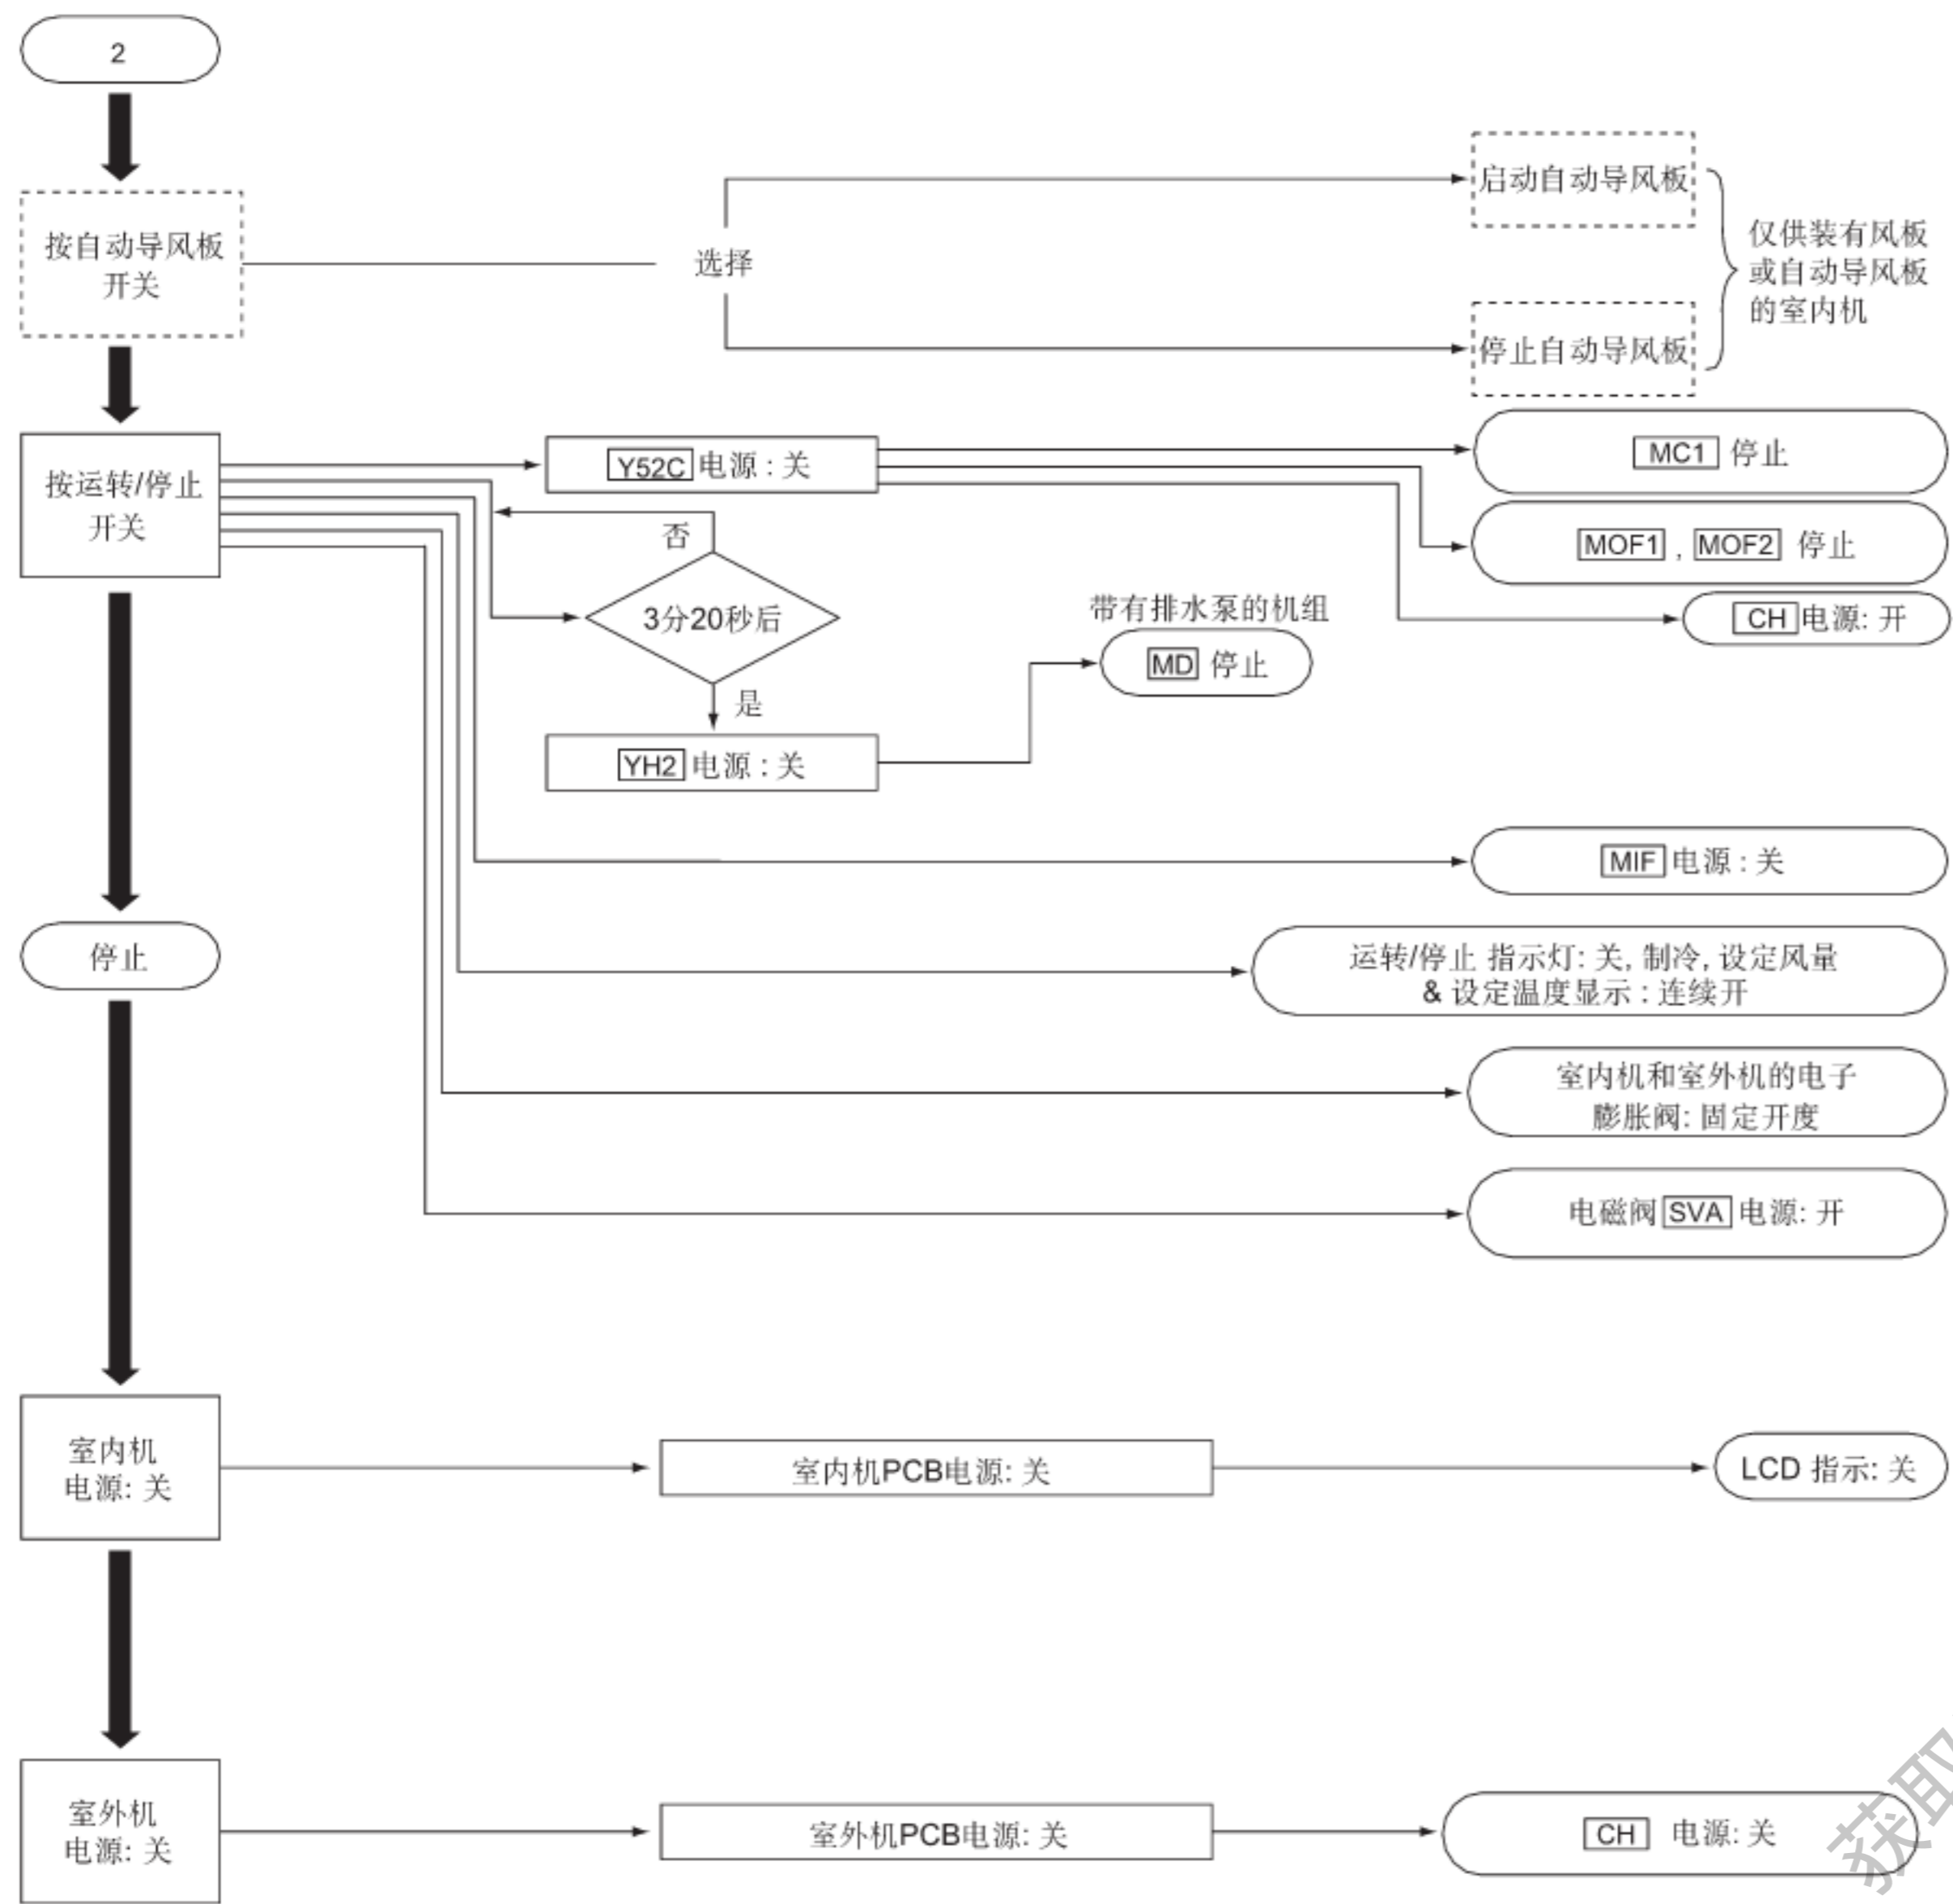 2
按自动导风板
开关
选择
启动自动导风板
停止自动导风板
仅供装有风板
或自动导风板
的室内机
按运转/停止
开关
Y52C 电源 : 关
MC1 停止
MOF1 , MOF2 停止
CH 电源: 开
否
3分20秒后
是
YH2 电源 : 关
带有排水泵的机组
MD 停止
MIF 电源 : 关
停止
运转/停止 指示灯: 关, 制冷, 设定风量
& 设定温度显示 : 连续开
室内机和室外机的电子
膨胀阀: 固定开度
电磁阀 SVA 电源: 开
室内机
电源: 关
室内机PCB电源: 关
LCD 指示: 关
室外机
电源: 关
室外机PCB电源: 关
CH 电源: 关
获取